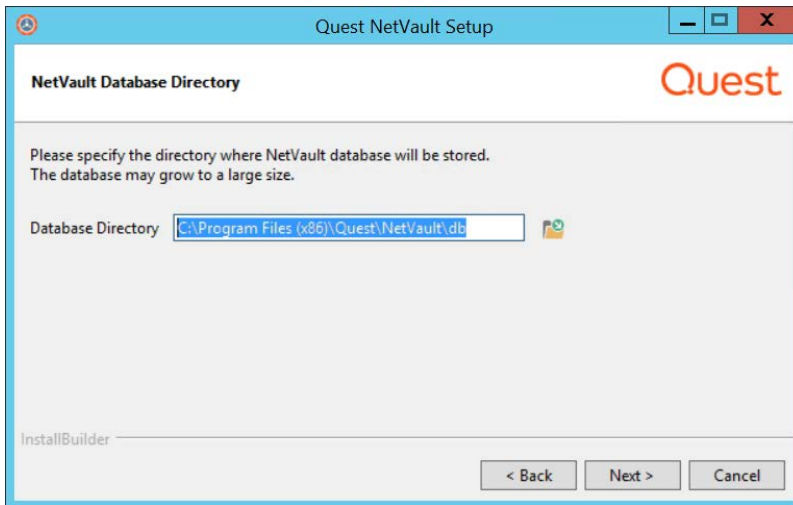 Quest NetVault Setup
NetVault Database Directory
Quest
Please specify the directory where NetVault database will be stored.
The database may grow to a large size.
Database Directory C:\Program Files (x86)\Quest\NetVault\db
InstallBuilder
< Back Next > Cancel